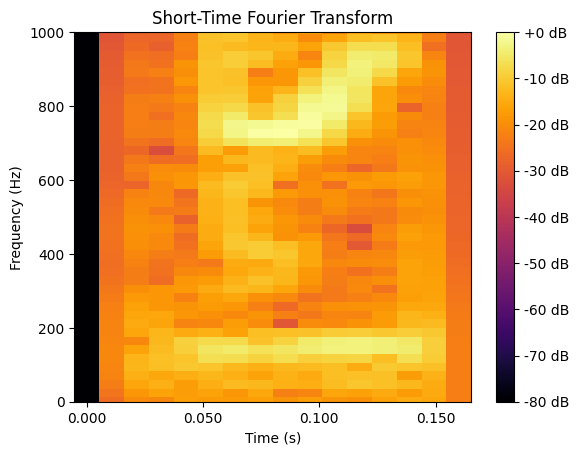 Short-Time Fourier Transform
Frequency (Hz)
1000
800
600
400
200
0
0.000
0.050
0.100
0.150
Time (s)
+0 dB
-10 dB
-20 dB
-30 dB
-40 dB
-50 dB
-60 dB
-70 dB
-80 dB